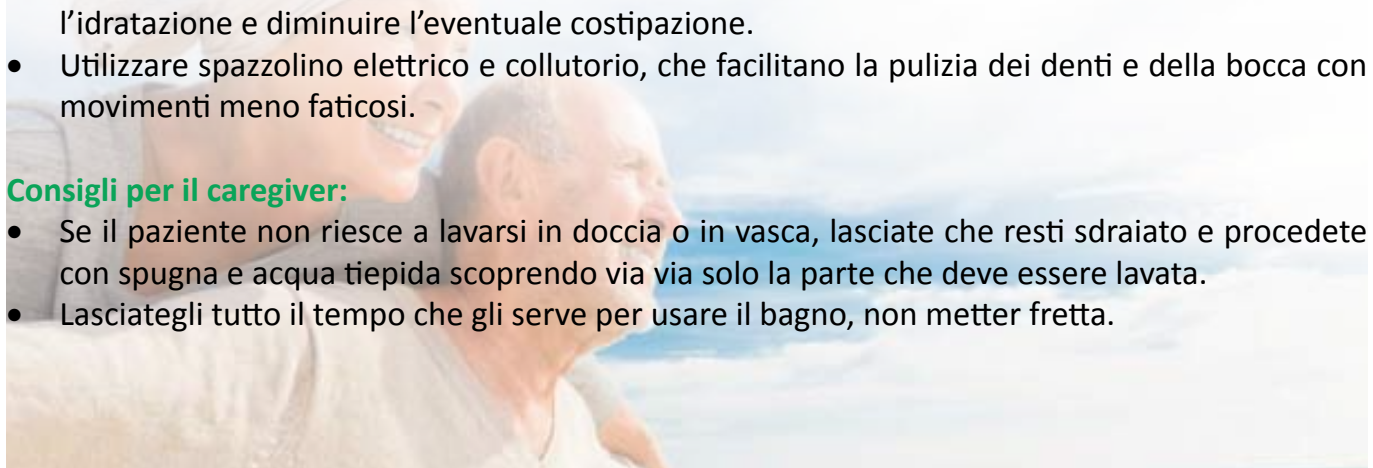 l’idratazione e diminuire l’eventuale costipazione.
• Utilizzare spazzolino elettrico e collutorio, che facilitano la pulizia dei denti e della bocca con
movimenti meno faticosi.
Consigli per il caregiver:
• Se il paziente non riesce a lavarsi in doccia o in vasca, lasciate che resti sdraiato e procedete
con spugna e acqua tiepida scoprendo via via solo la parte che deve essere lavata.
• Lasciategli tutto il tempo che gli serve per usare il bagno, non metter fretta.